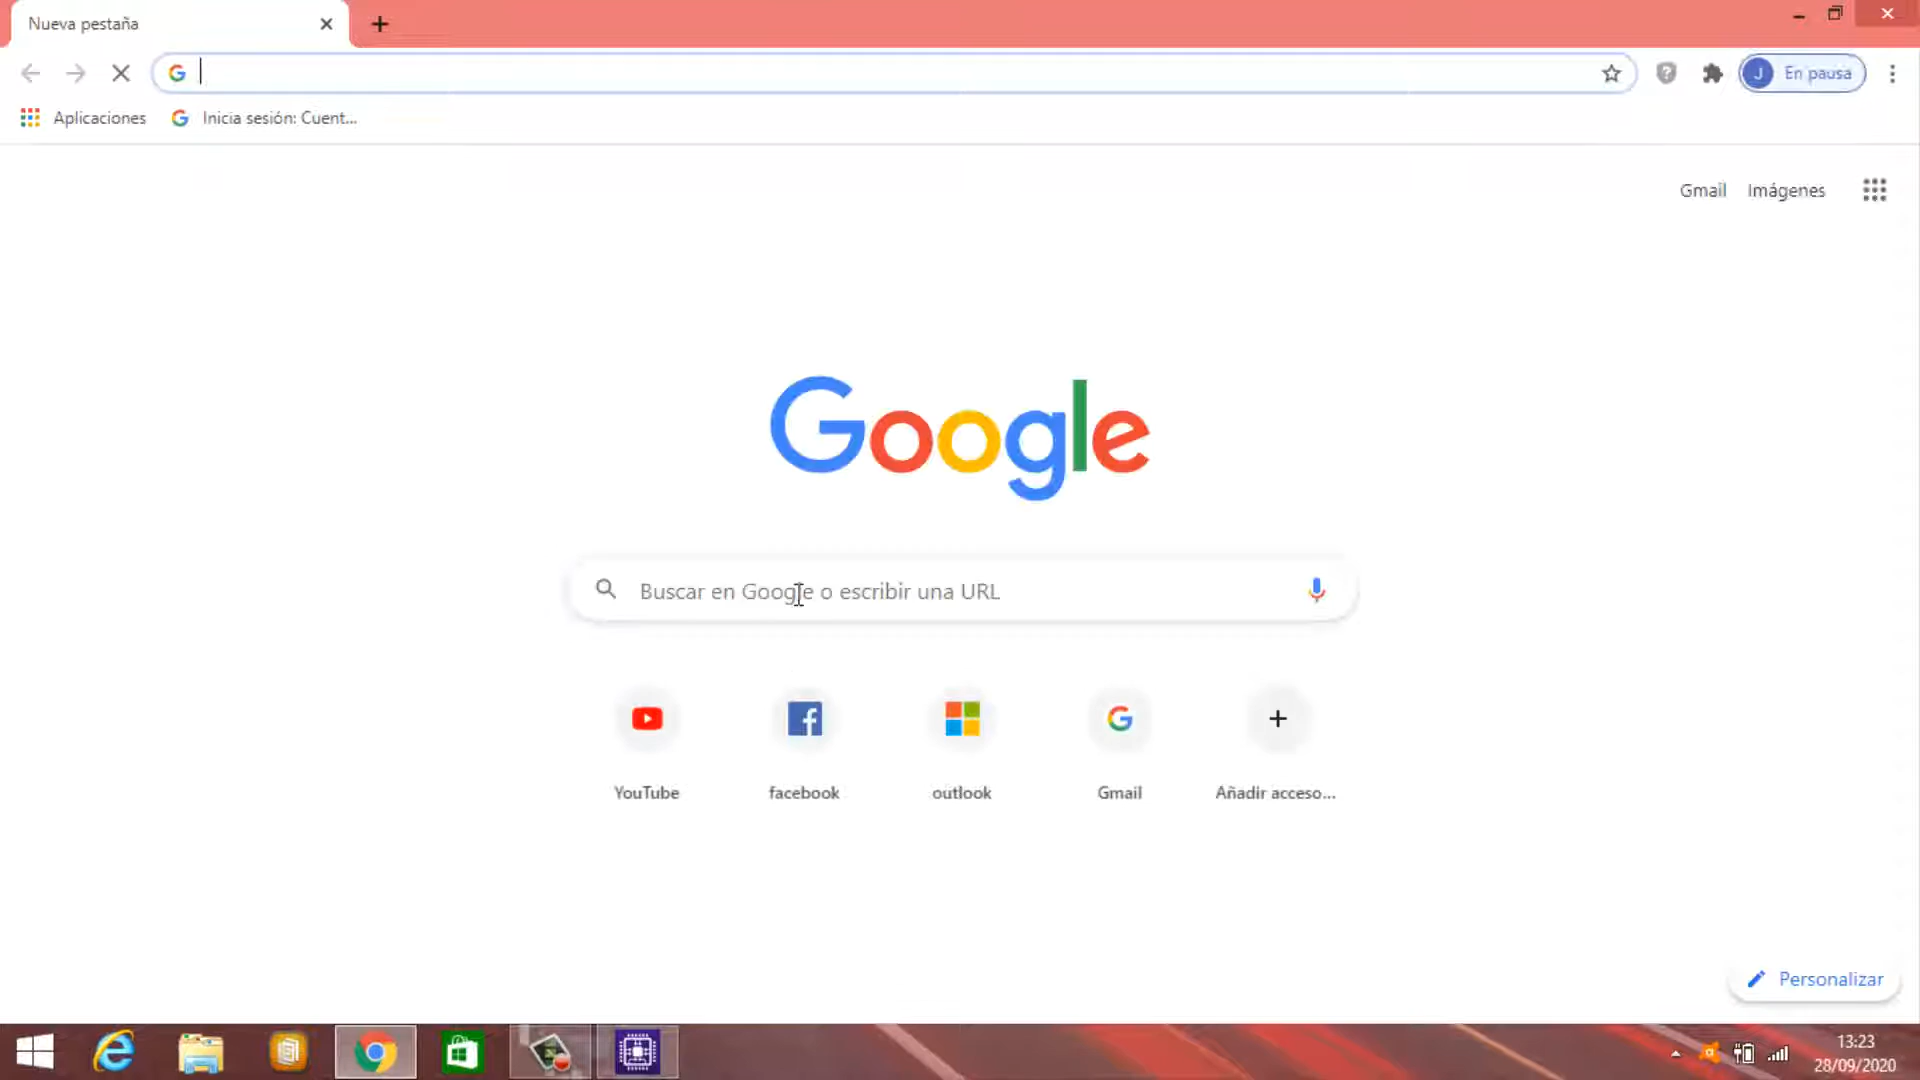 Nueva pestaña
J En pausa
Aplicaciones
Inicia sesión: Cuent...
Gmail Imágenes
Google
Buscar en Google o escribir una URL
YouTube facebook outlook Gmail Añadir acceso...
Personalizar
13:23
28/09/2020